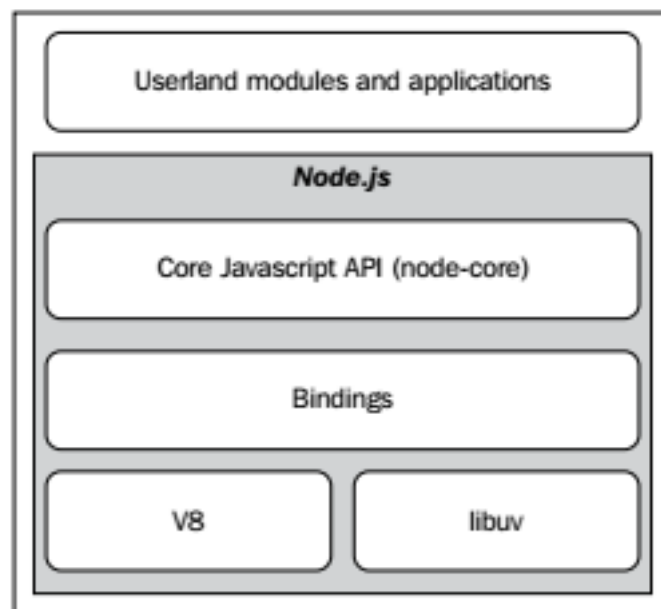 Userland modules and applications
Node.js
Core Javascript API (node-core)
Bindings
V8
libuv